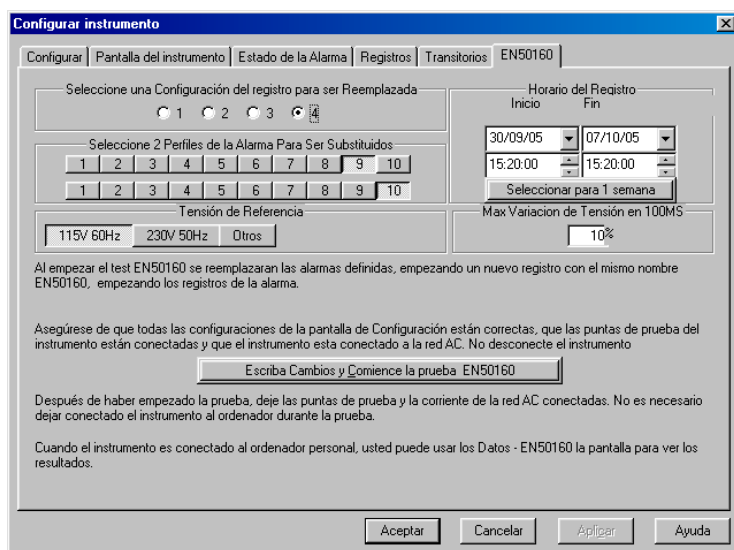 Configurar instrumento
Configurar Pantalla del instrumento Estado de la Alarma Registros Transitorios EN50160
Seleccione una Configuración del registro para ser Reemplazada
1 2 3 4
Horario del Registro
Inicio Fin
30/09/05 07/10/05
15:20:00 15:20:00
Seleccionar para 1 semana
Seleccione 2 Perfiles de la Alarma Para Ser Substituidos
1 2 3 4 5 6 7 8 9 10
1 2 3 4 5 6 7 8 9 10
Tensión de Referencia
115V 60Hz 230V 50Hz Otros
Max Variacion de Tensión en 100MS
10%
Al empezar el test EN50160 se reemplazaran las alarmas definidas, empezando un nuevo registro con el mismo nombre
EN50160, empezando los registros de la alarma.
Asegúrese de que todas las configuraciones de la pantalla de Configuración están correctas, que las puntas de prueba del
instrumento están conectadas y que el instrumento esta conectado a la red AC. No desconecte el instrumento
Escriba Cambios y Comience la prueba EN50160
Después de haber empezado la prueba, deje las puntas de prueba y la corriente de la red AC conectadas. No es necesario
dejar conectado el instrumento al ordenador durante la prueba.
Cuando el instrumento es conectado al ordenador personal, usted puede usar los Datos - EN50160 la pantalla para ver los
resultados.
Aceptar Cancelar Aplicar Ayuda